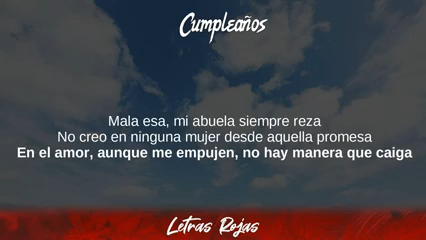 Cumpleaños
Mala esa, mi abuela siempre reza
No creo en ninguna mujer desde aquella promesa
En el amor, aunque me empujen, no hay manera que caiga
Letras Rojas